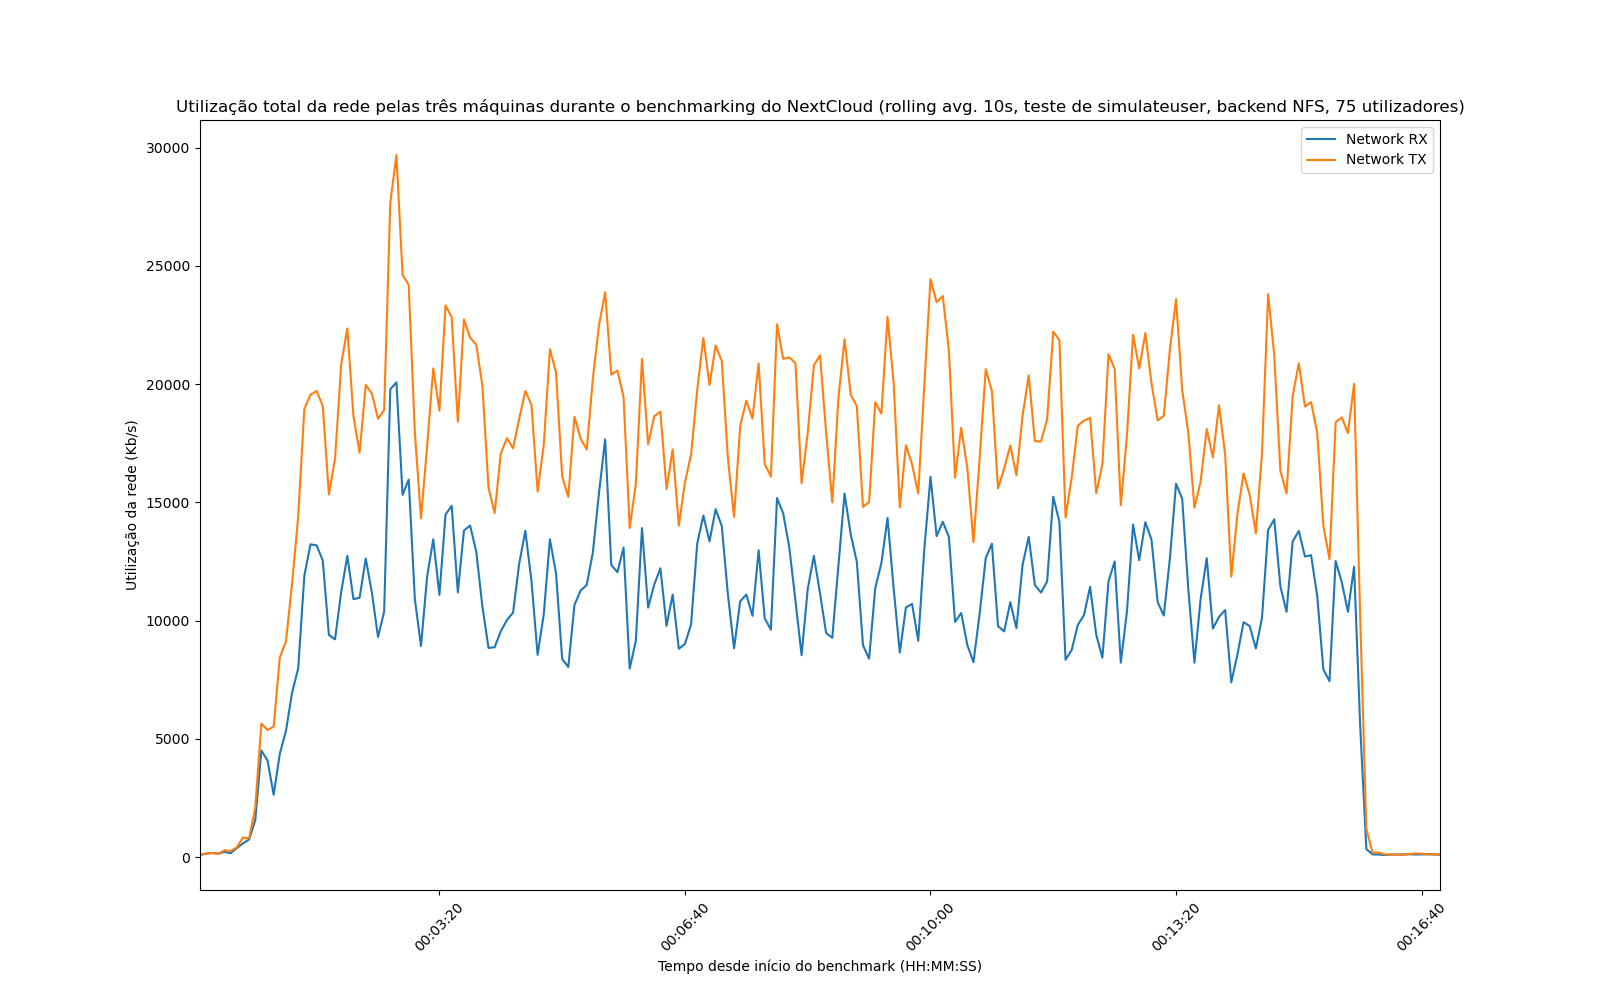 Utilização total da rede pelas três máquinas durante o benchmarking do NextCloud (rolling avg. 10s, teste de simulateuser, backend NFS, 75 utilizadores)
Network RX
Network TX
Utilização da rede (Kb/s)
30000
25000
20000
15000
10000
5000
0
00:03:20
00:06:40
00:10:00
00:13:20
00:16:40
Tempo desde início do benchmark (HH:MM:SS)